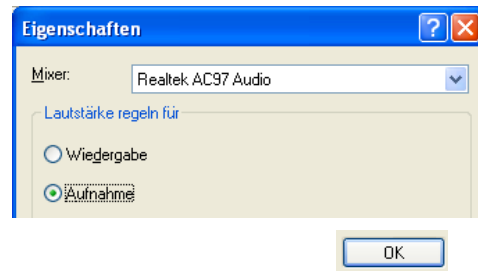 Eigenschaften
Mixer: Realtek AC97 Audio
Lautstärke regeln für
Wiedergabe
Aufnahme
OK